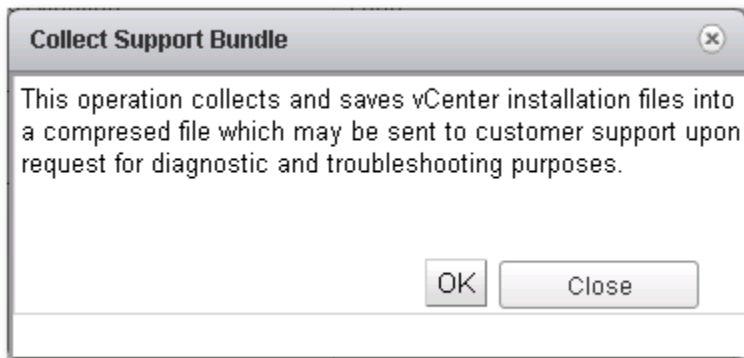 Collect Support Bundle
This operation collects and saves vCenter installation files into
a compresed file which may be sent to customer support upon
request for diagnostic and troubleshooting purposes.
OK
Close